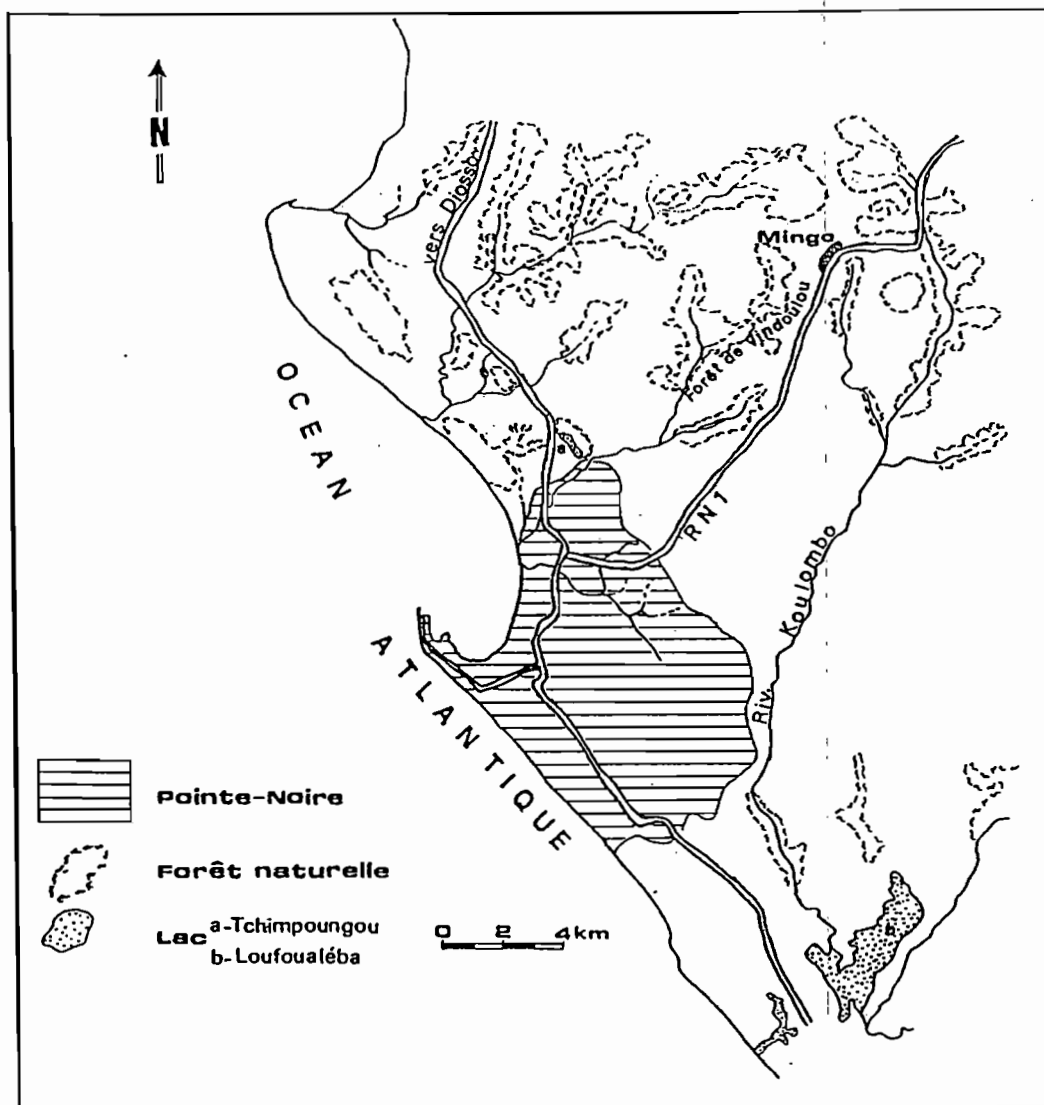 N
vers Diosso
Minga
Forêt de Vindoulou
OCEAN
a
RN1
Riv. Koulombo
ATLANTIQUE
Pointe-Noire
Forêt naturelle
Lac a-Tchimpoungou
b-Loufoualéba
0 2 4km
b